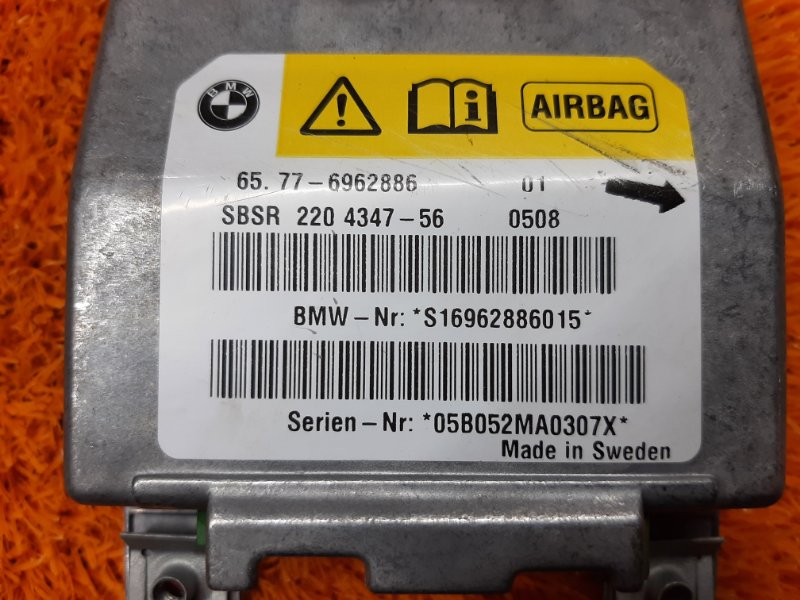 BMW
AIRBAG
65. 77-6962886 01
SBSR 220 4347-56 0508
BMW-Nr: *S16962886015*
Serien-Nr: *05B052MA0307X*
Made in Sweden